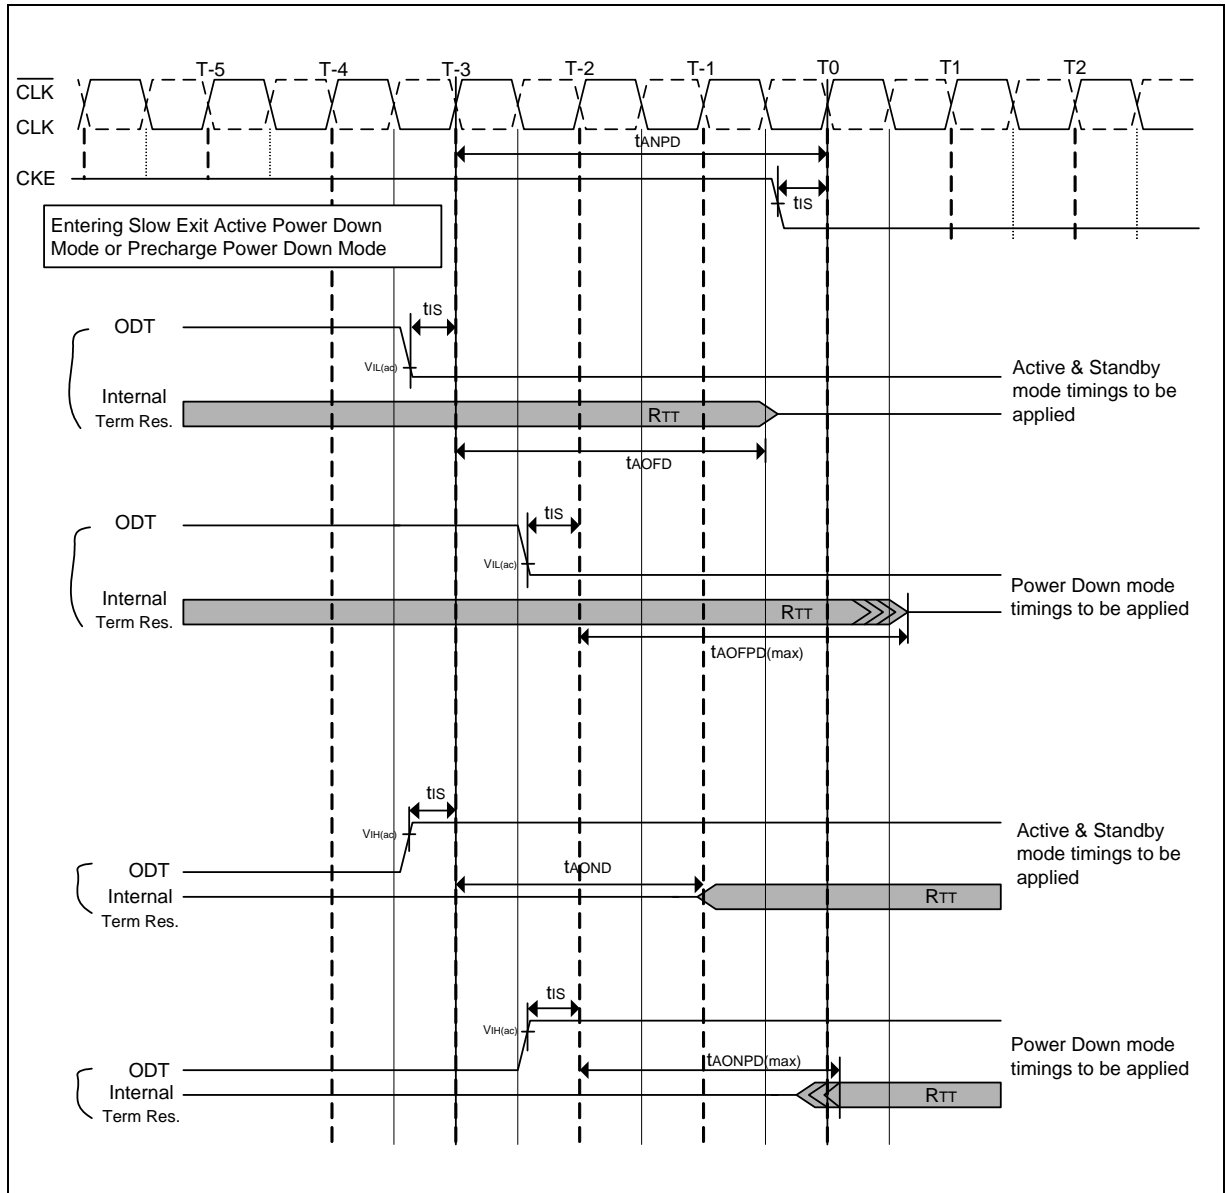 T-5 T-4 T-3 T-2 T-1 T0 T1 T2
CLK
CLK
tANPD
CKE
tIS
Entering Slow Exit Active Power Down
Mode or Precharge Power Down Mode
tIS
ODT
VIL(ac)
Active & Standby
mode timings to be
applied
Internal
Term Res.
RTT
tAOFD
tIS
ODT
VIL(ac)
Power Down mode
timings to be applied
Internal
Term Res.
RTT
tAOFPD(max)
tIS
VIH(ac)
Active & Standby
mode timings to be
applied
ODT
tAOND
Internal
Term Res.
RTT
tIS
VIH(ac)
Power Down mode
timings to be applied
ODT
tAONPD(max)
Internal
Term Res.
RTT